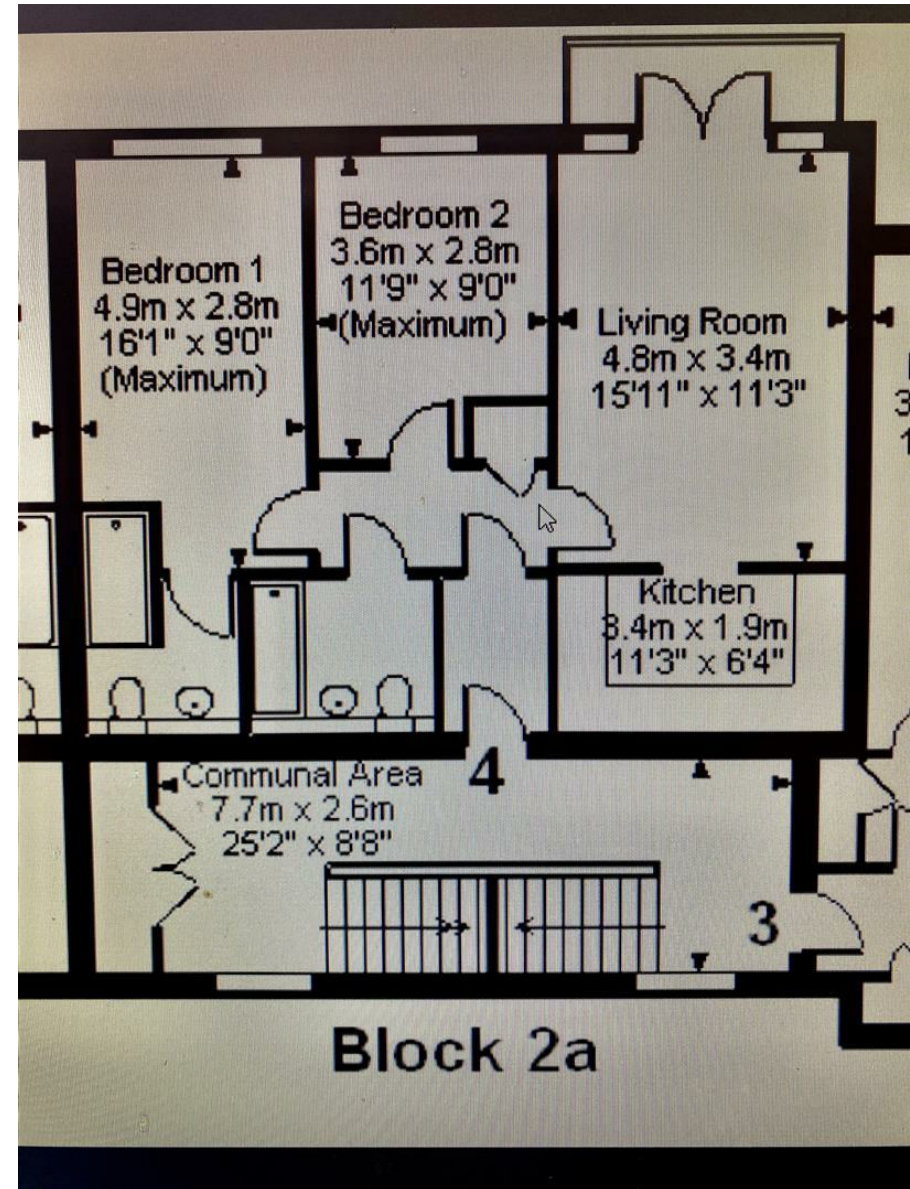 Bedroom 1
4.9m x 2.8m
16'1" x 9'0"
(Maximum)
Bedroom 2
3.6m x 2.8m
11'9" x 9'0"
(Maximum)
Living Room
4.8m x 3.4m
15'11" x 11'3"
Kitchen
3.4m x 1.9m
11'3" x 6'4"
Communal Area
7.7m x 2.6m
25'2" x 8'8"
4
3
Block 2a